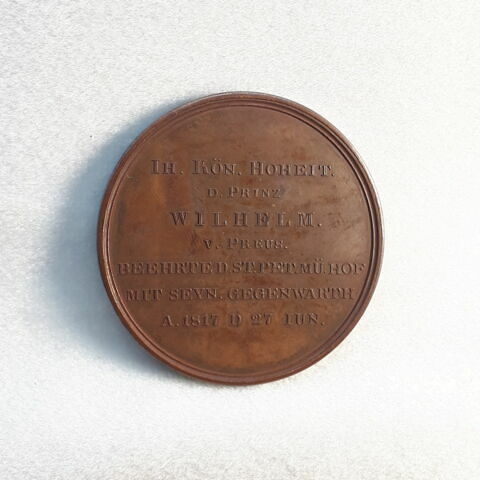 IH. KÖN. HOHEIT.
D. PRINZ
WILHELM.
V. PREUS.
BEEHRTE D. ST. PET. MÜ. HOF
MIT SEYN. GEGENWARTH
A. 1817 D 27 IUN.